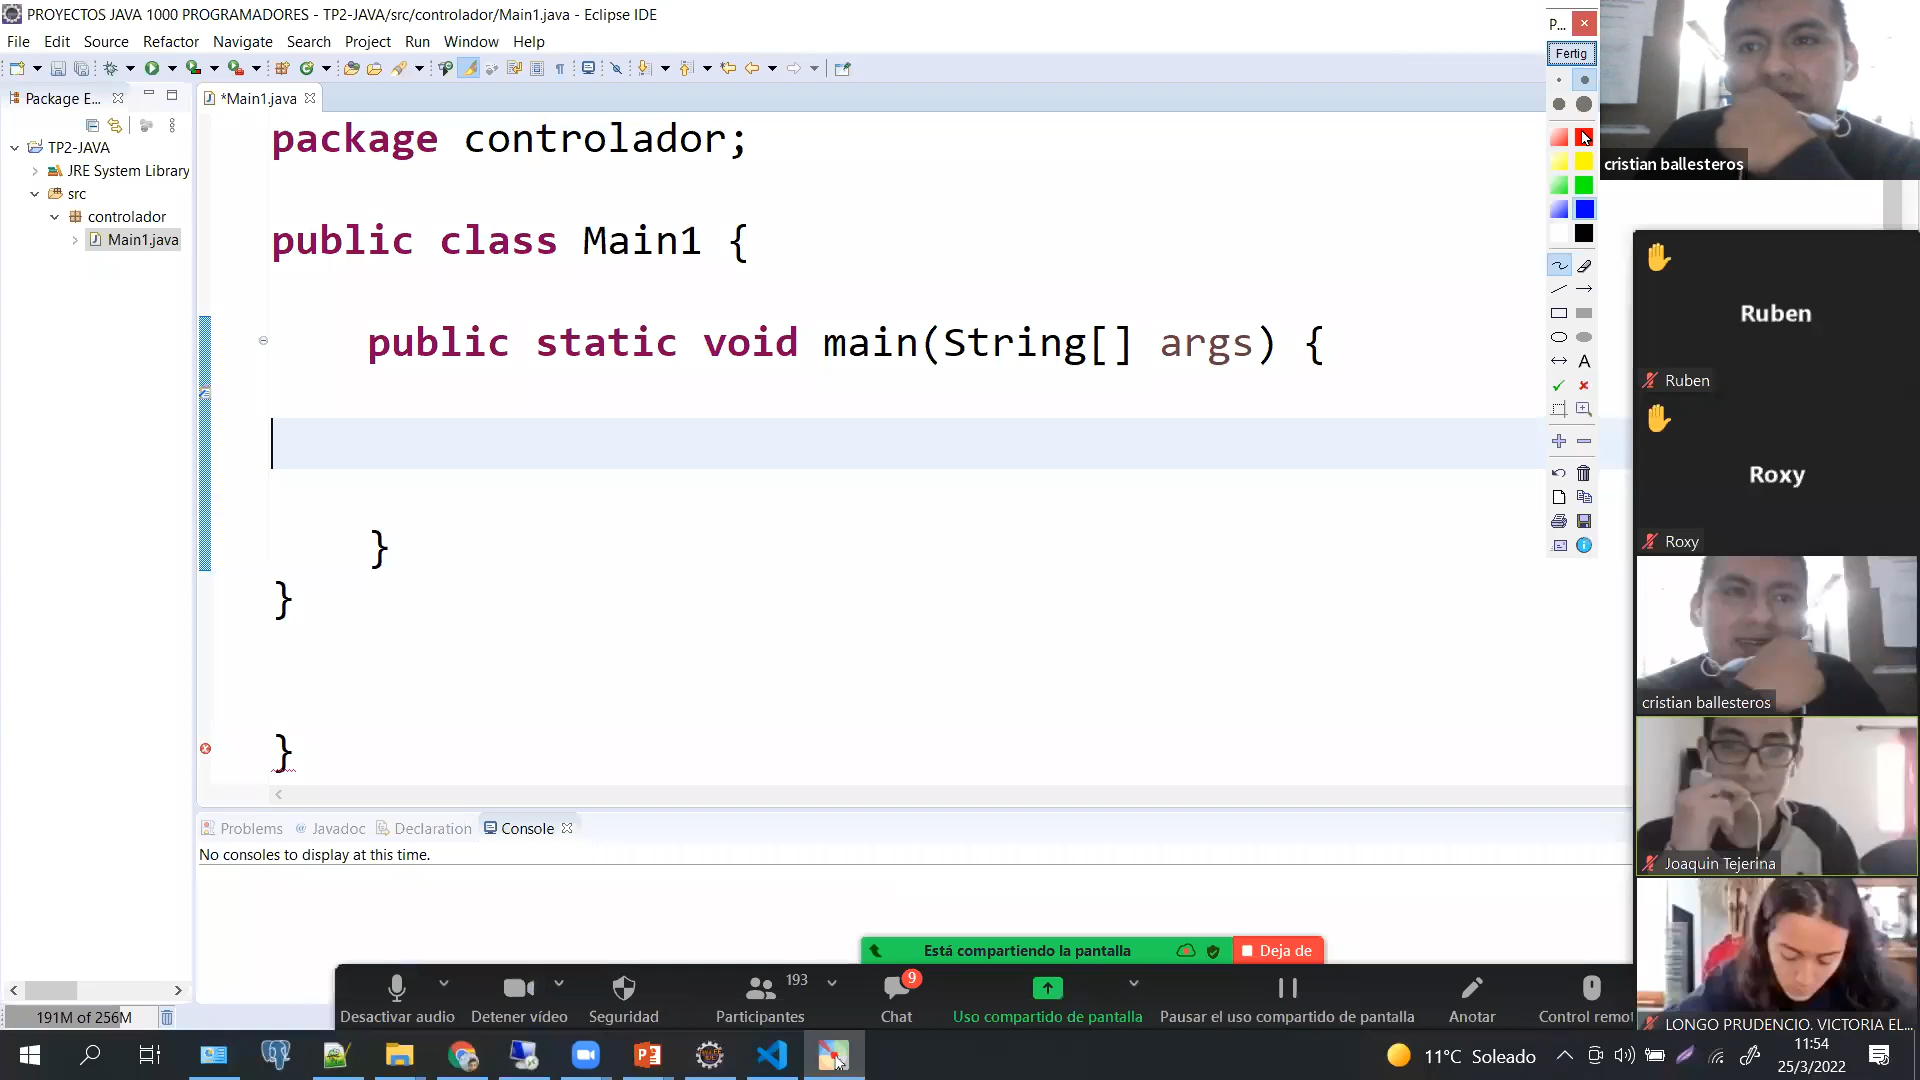 PROYECTOS JAVA 1000 PROGRAMADORES - TP2-JAVA/src/controlador/Main1.java - Eclipse IDE
File Edit Source Refactor Navigate Search Project Run Window Help
P...
Fertig
Package E...
*Main1.java
TP2-JAVA
JRE System Library
src
controlador
Main1.java
package controlador;
public class Main1 {
public static void main(String[] args) {
}
}
}
A
cristian ballesteros
Ruben
Ruben
Roxy
Roxy
cristian ballesteros
Joaquin Tejerina
LONGO PRUDENCIO. VICTORIA EL...
Problems Javadoc Declaration Console
No consoles to display at this time.
Está compartiendo la pantalla
Deja de
193
9
Desactivar audio Detener vídeo Seguridad Participantes Chat Uso compartido de pantalla Pausar el uso compartido de pantalla Anotar Control remot
191M of 256M
11°C Soleado
11:54
25/3/2022